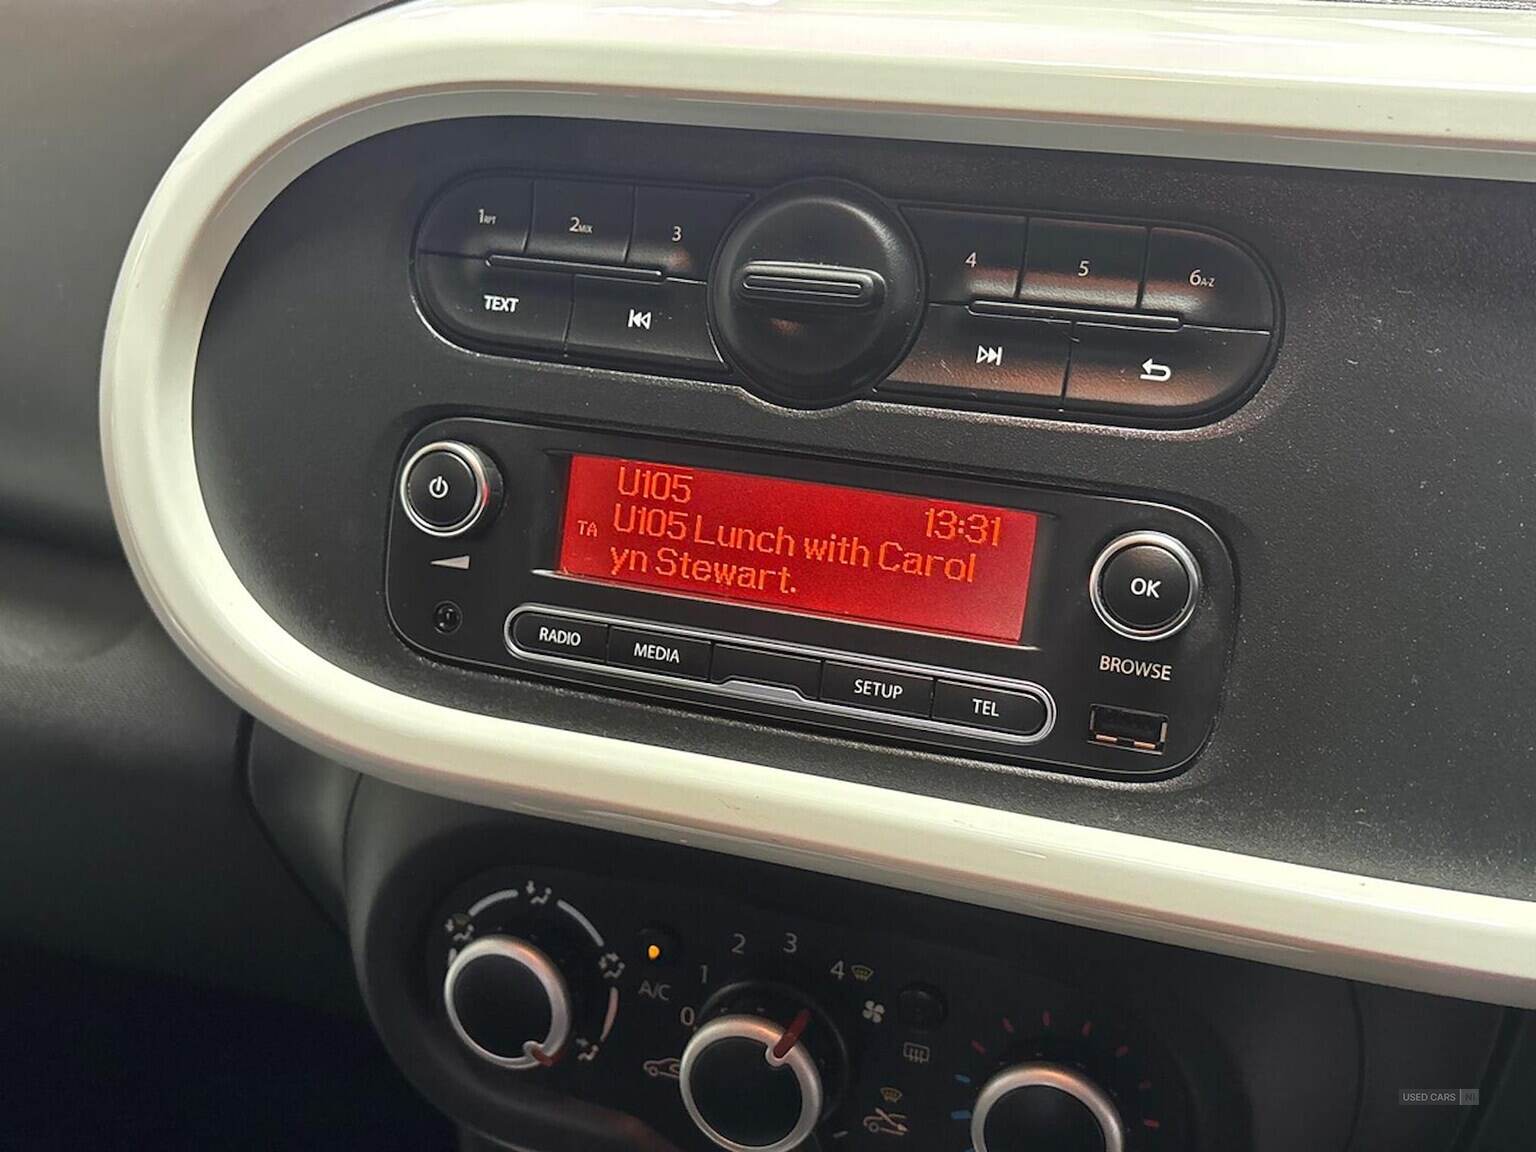 1RPT 2MIX 3 4 5 6A-Z
TEXT
U105
13:31
TA U105 Lunch with Carol
yn Stewart.
OK
BROWSE
RADIO MEDIA SETUP TEL
A/C
0 1 2 3 4
USED CARS NI